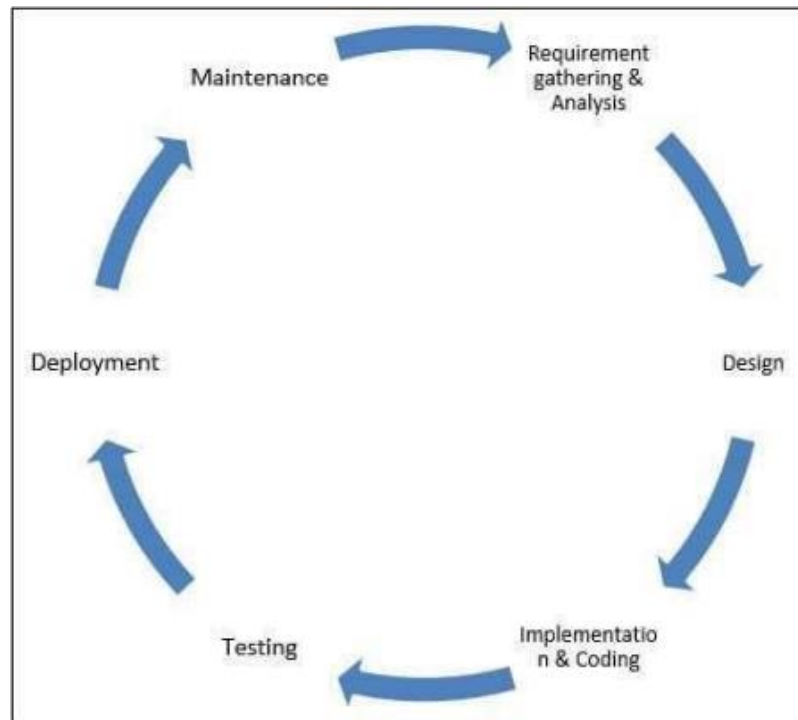 Maintenance
Requirement
gathering &
Analysis
Deployment
Design
Testing
Implementatio
n & Coding